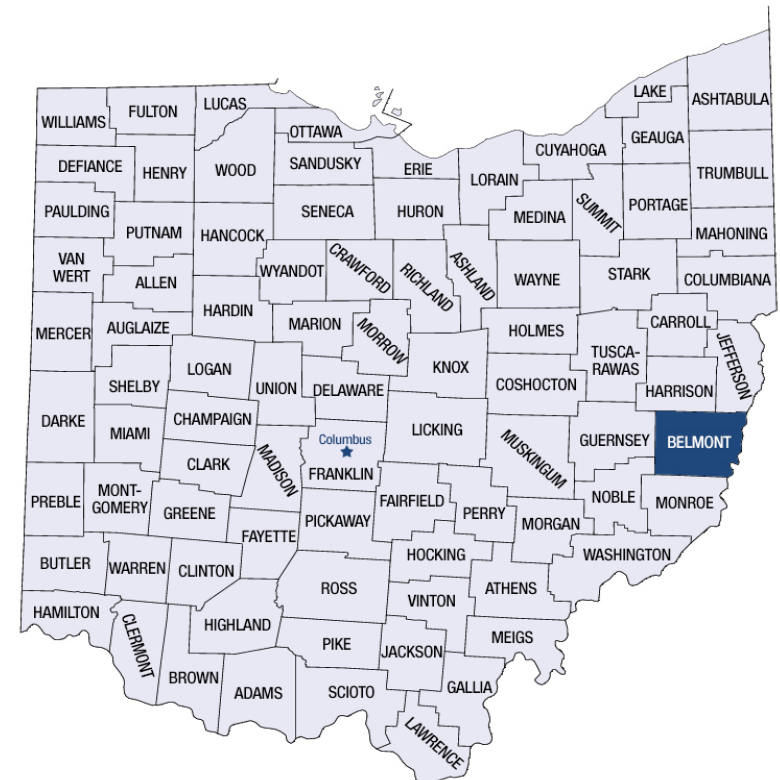 LAKE
ASHTABULA
WILLIAMS
FULTON
LUCAS
OTTAWA
CUYAHOGA
GEAUGA
DEFIANCE
HENRY
WOOD
SANDUSKY
ERIE
LORAIN
TRUMBULL
PAULDING
PUTNAM
HANCOCK
SENECA
HURON
MEDINA
SUMMIT
PORTAGE
MAHONING
VAN
WERT
ALLEN
WYANDOT
CRAWFORD
RICHLAND
ASHLAND
WAYNE
STARK
COLUMBIANA
MERCER
AUGLAIZE
HARDIN
MARION
MORROW
HOLMES
CARROLL
JEFFERSON
SHELBY
LOGAN
UNION
DELAWARE
KNOX
COSHOCTON
TUSCA-
RAWAS
HARRISON
DARKE
MIAMI
CHAMPAIGN
CLARK
MADISON
Columbus
FRANKLIN
LICKING
MUSKINGUM
GUERNSEY
BELMONT
PREBLE
MONT-
GOMERY
GREENE
FAYETTE
PICKAWAY
FAIRFIELD
PERRY
MORGAN
NOBLE
MONROE
BUTLER
WARREN
CLINTON
ROSS
HOCKING
VINTON
ATHENS
WASHINGTON
HAMILTON
CLERMONT
BROWN
HIGHLAND
ADAMS
PIKE
SCIOTO
JACKSON
MEIGS
GALLIA
LAWRENCE